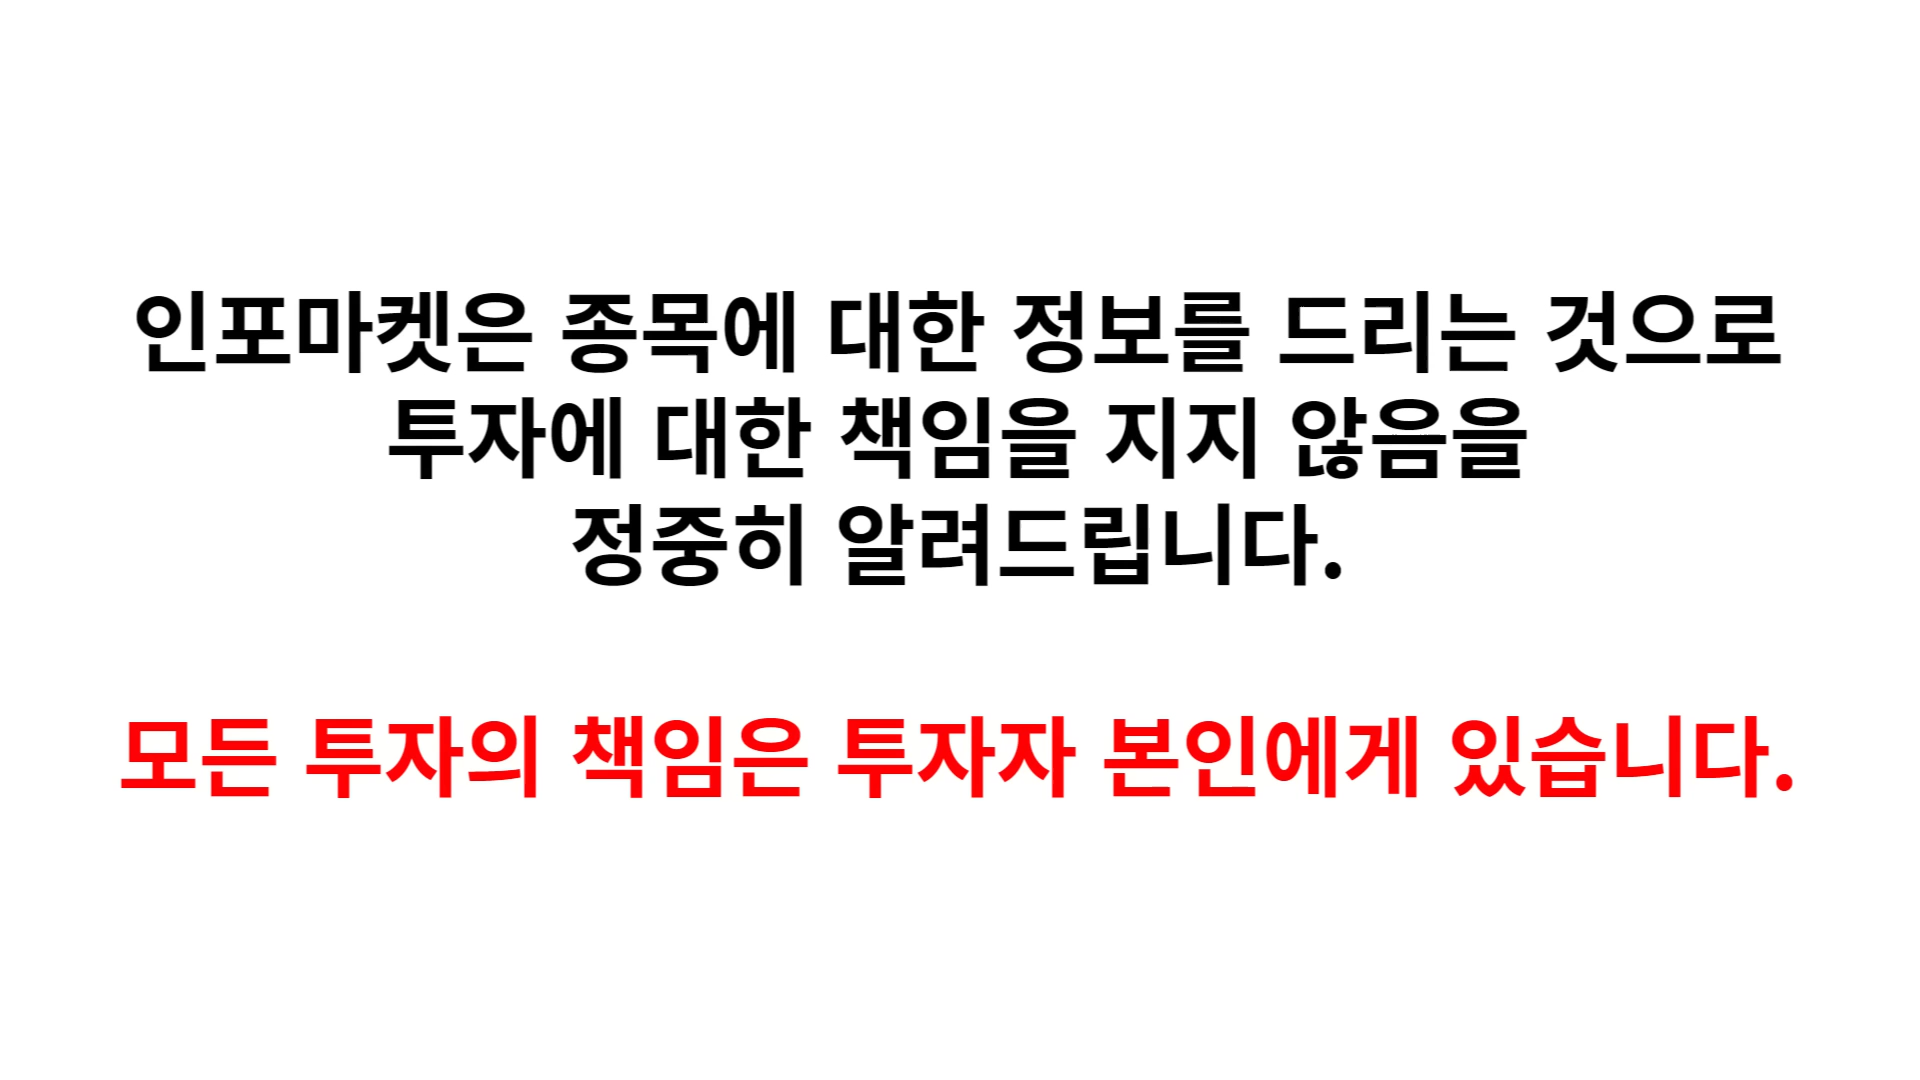 인포마켓은 종목에 대한 정보를 드리는 것으로
투자에 대한 책임을 지지 않음을
정중히 알려드립니다.
모든 투자의 책임은 투자자 본인에게 있습니다.